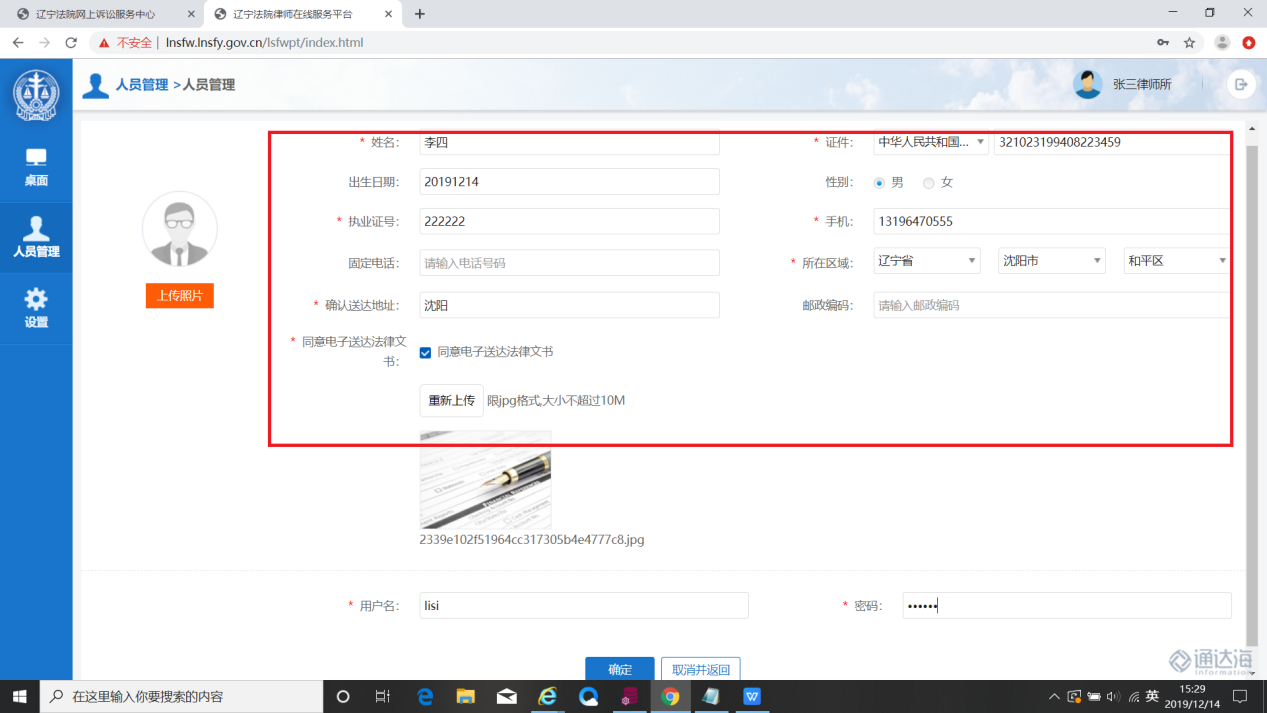 辽宁法院网上诉讼服务中心
辽宁法院律师在线服务平台
不安全 | lnsfw.lnsfy.gov.cn/lsfwpt/index.html
人员管理 >人员管理
张三律师所
桌面
人员管理
设置
上传照片
* 姓名: 李四
* 证件: 中华人民共和国... 321023199408223459
出生日期: 20191214
性别: 男 女
* 执业证号: 222222
* 手机: 13196470555
固定电话: 请输入电话号码
* 所在区域: 辽宁省 沈阳市 和平区
* 确认送达地址: 沈阳
邮政编码: 请输入邮政编码
* 同意电子送达法律文
书:
同意电子送达法律文书
重新上传 限jpg格式,大小不超过10M
2339e102f51964cc317305b4e4777c8.jpg
* 用户名: lisi
* 密码: ••••••
确定 取消并返回
通达海
Information
在这里输入你要搜索的内容
英
15:29
2019/12/14